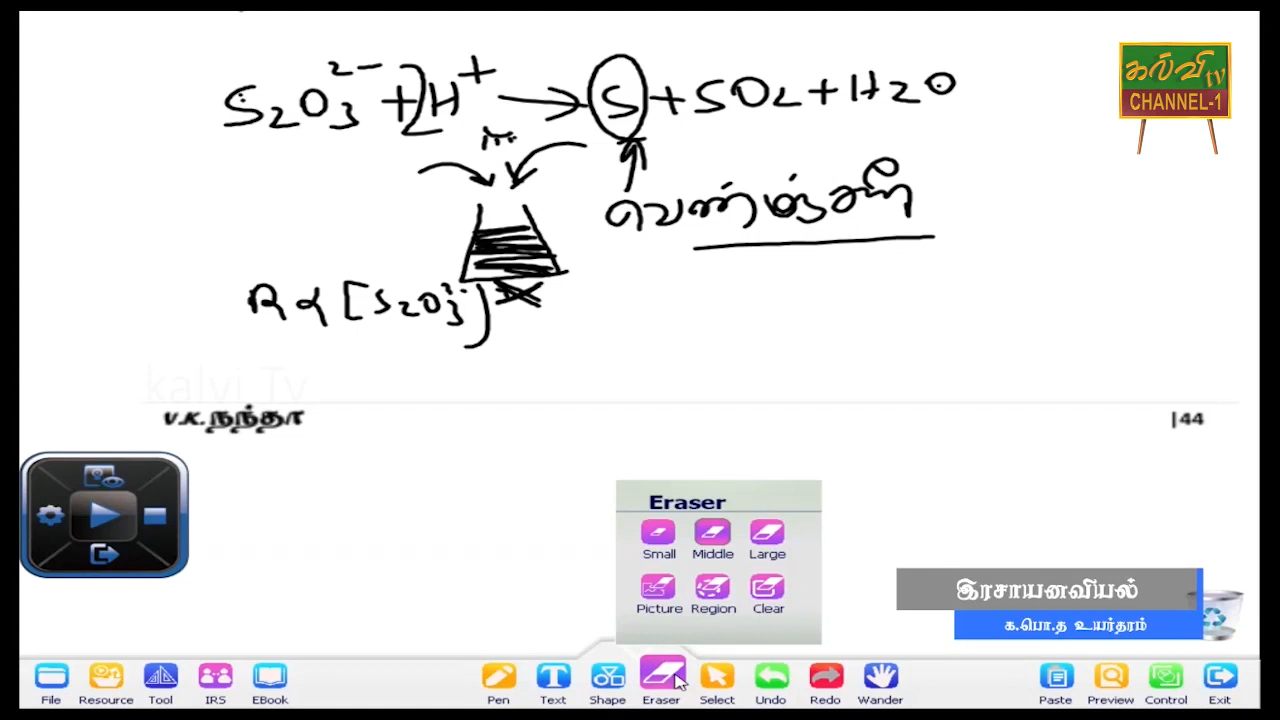 கல்வி tv
CHANNEL-1
S₂O₃²⁻ + 2H⁺ → S + SO₂ + H₂O
வெண்மஞ்சள்
R α [S₂O₃²⁻]
kalvi Tv
V.K.நந்தா
|44
Eraser
Small Middle Large
Picture Region Clear
இரசாயனவியல்
க.பொ.த உயர்தரம்
File Resource Tool IRS EBook Pen Text Shape Eraser Select Undo Redo Wander Paste Preview Control Exit